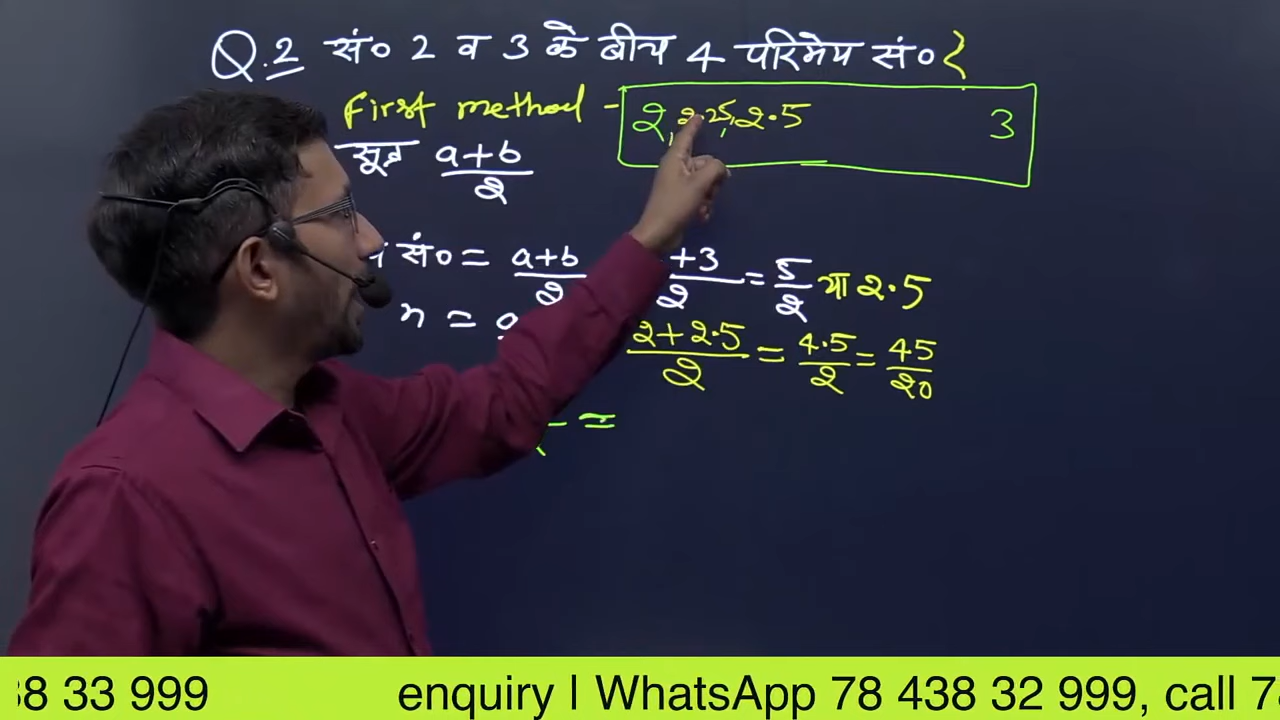 Q.2 सं० 2 व 3 के बीच 4 परिमेय सं० {
First method - 2, 2.25, 2.5 3
सूत्र a+b/2
सं० = a+b/2 +3/2 = 5/2 या 2.5
n = 2+2.5/2 = 4.5/2 = 45/20
=
38 33 999 enquiry | WhatsApp 78 438 32 999, call 78